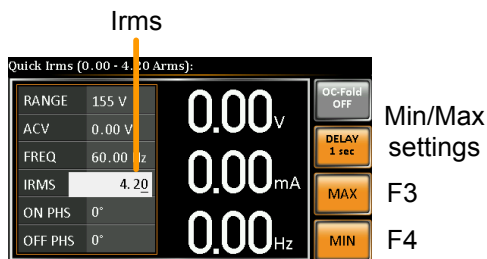 Irms
Quick Irms (0.00 - 4.20 Arms):
RANGE 155 V
ACV 0.00 V
FREQ 60.00 Hz
IRMS 4.20
ON PHS 0°
OFF PHS 0°
0.00V
0.00mA
0.00Hz
OC-Fold
OFF
DELAY
1 sec
MAX
MIN
Min/Max
settings
F3
F4